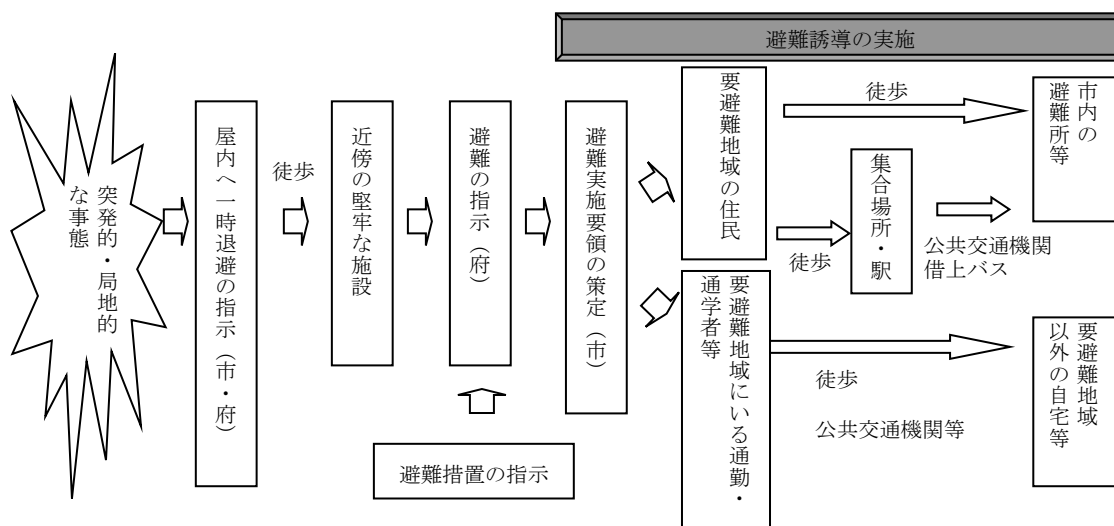 避難誘導の実施
突発的・局地的
な事態
屋内へ一時退避の指示（市・府）
徒歩
近傍の堅牢な施設
避難の指示（府）
避難措置の指示
避難実施要領の策定（市）
要避難地域の住民
徒歩
市内の
避難所等
徒歩
集合場所・駅
公共交通機関
借上バス
要避難地域にいる通勤・
通学者等
徒歩
公共交通機関等
要避難地域
以外の自宅等